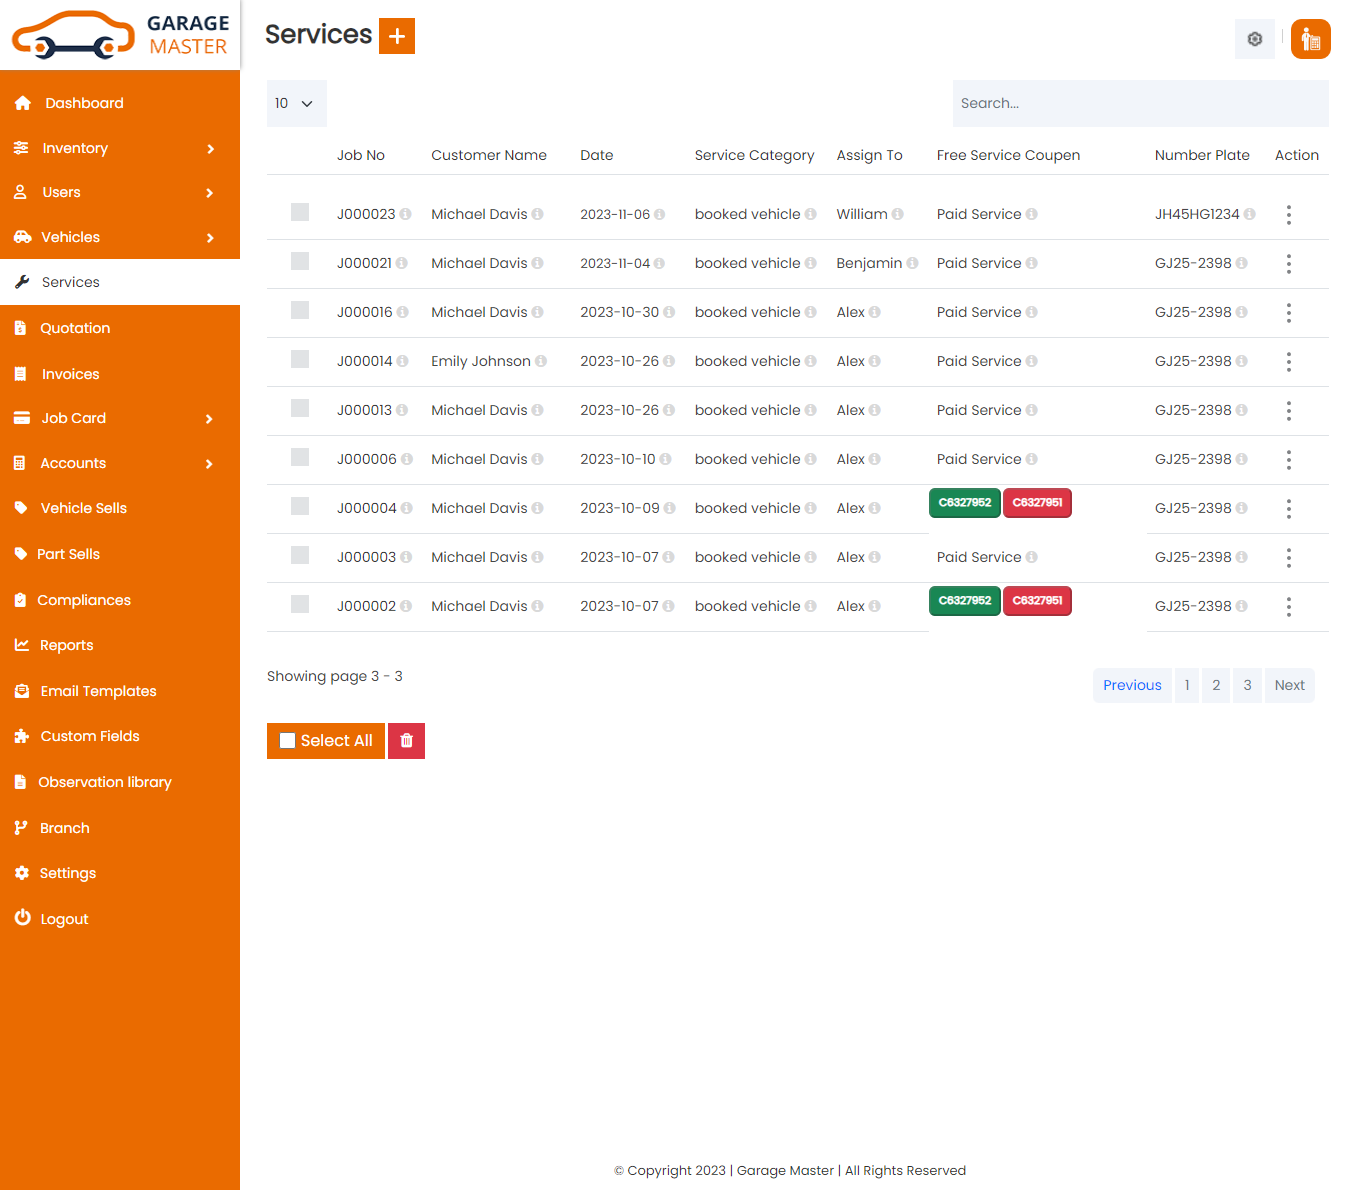 GARAGE
MASTER
Services
Dashboard
Inventory
Users
Vehicles
Services
Quotation
Invoices
Job Card
Accounts
Vehicle Sells
Part Sells
Compliances
Reports
Email Templates
Custom Fields
Observation library
Branch
Settings
Logout
10
Search...
Job No Customer Name Date Service Category Assign To Free Service Coupen Number Plate Action
J000023 Michael Davis 2023-11-06 booked vehicle William Paid Service JH45HG1234
J000021 Michael Davis 2023-11-04 booked vehicle Benjamin Paid Service GJ25-2398
J000016 Michael Davis 2023-10-30 booked vehicle Alex Paid Service GJ25-2398
J000014 Emily Johnson 2023-10-26 booked vehicle Alex Paid Service GJ25-2398
J000013 Michael Davis 2023-10-26 booked vehicle Alex Paid Service GJ25-2398
J000006 Michael Davis 2023-10-10 booked vehicle Alex Paid Service GJ25-2398
J000004 Michael Davis 2023-10-09 booked vehicle Alex C6327952 C6327951 GJ25-2398
J000003 Michael Davis 2023-10-07 booked vehicle Alex Paid Service GJ25-2398
J000002 Michael Davis 2023-10-07 booked vehicle Alex C6327952 C6327951 GJ25-2398
Showing page 3 - 3
Previous 1 2 3 Next
Select All
© Copyright 2023 | Garage Master | All Rights Reserved